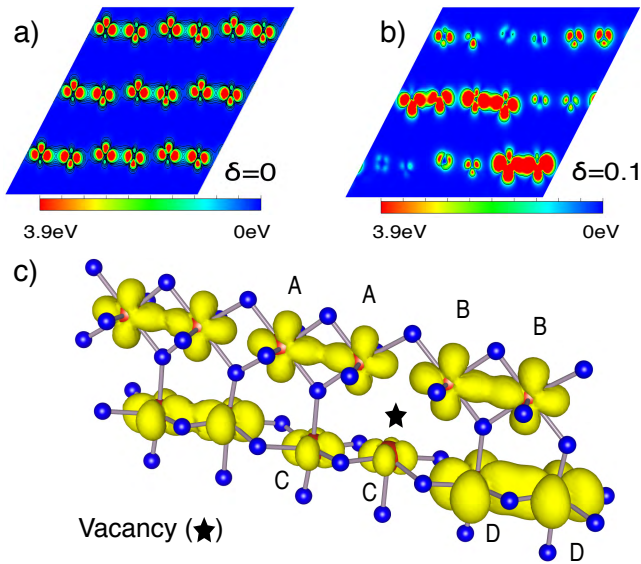 a)
b)
δ=0
δ=0.1
3.9eV
0eV
3.9eV
0eV
c)
A
A
B
B
C
C
D
D
Vacancy (★)